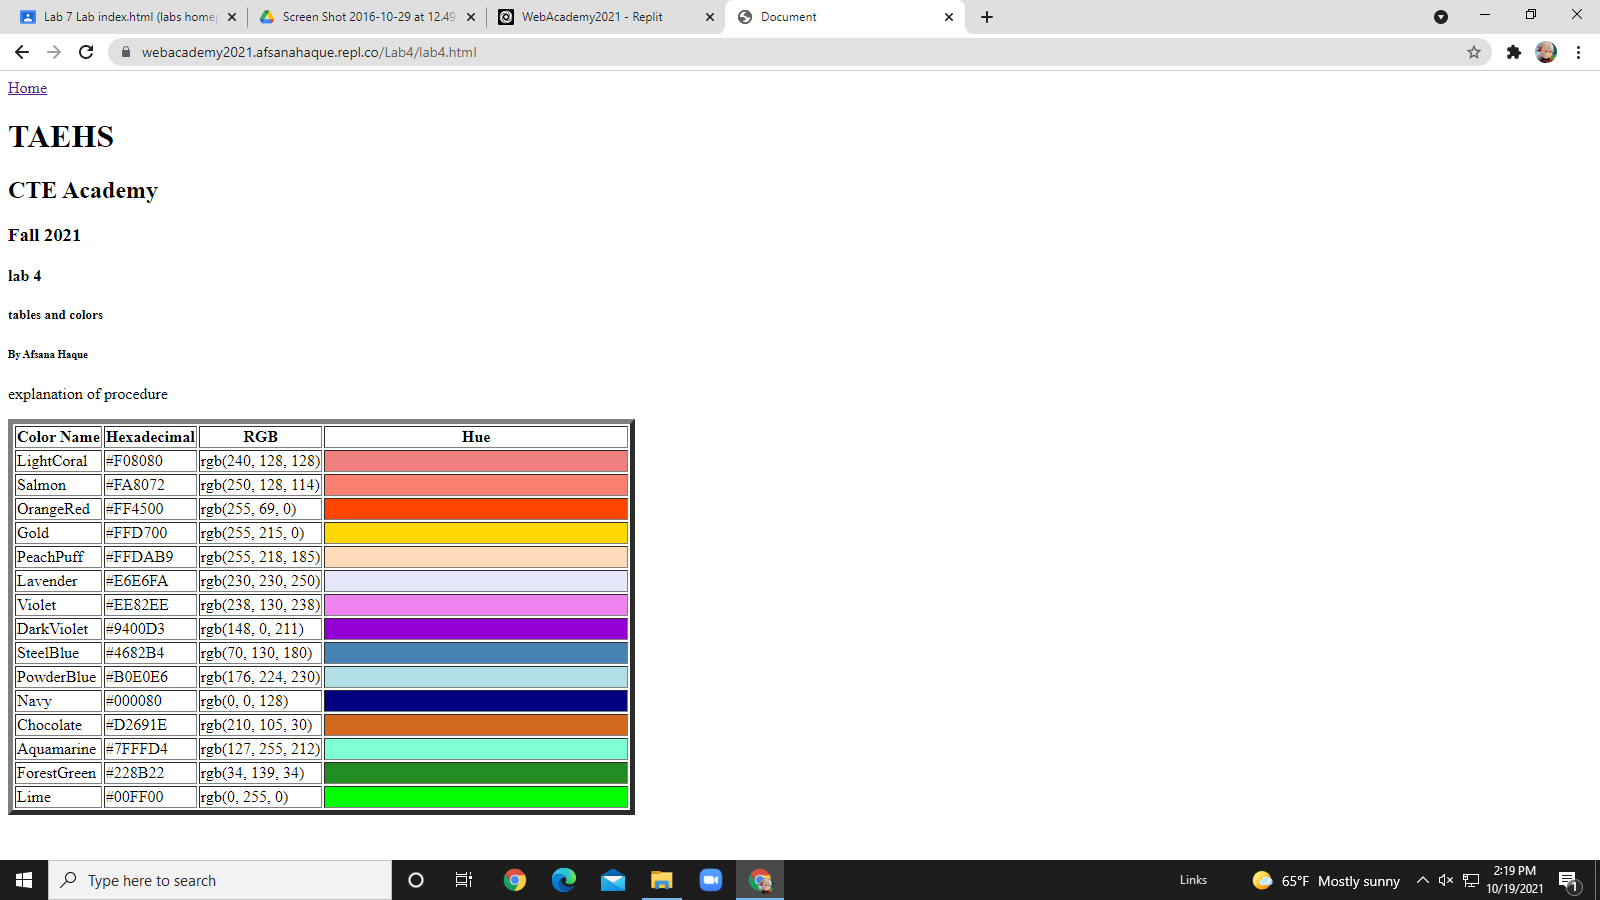 Lab 7 Lab index.html (labs home
Screen Shot 2016-10-29 at 12.49
WebAcademy2021 - Replit
Document
webacademy2021.afsanahaque.repl.co/Lab4/lab4.html
Home
TAEHS
CTE Academy
Fall 2021
lab 4
tables and colors
By Afsana Haque
explanation of procedure
Color Name Hexadecimal RGB Hue
LightCoral #F08080 rgb(240, 128, 128)
Salmon #FA8072 rgb(250, 128, 114)
OrangeRed #FF4500 rgb(255, 69, 0)
Gold #FFD700 rgb(255, 215, 0)
PeachPuff #FFDAB9 rgb(255, 218, 185)
Lavender #E6E6FA rgb(230, 230, 250)
Violet #EE82EE rgb(238, 130, 238)
DarkViolet #9400D3 rgb(148, 0, 211)
SteelBlue #4682B4 rgb(70, 130, 180)
PowderBlue #B0E0E6 rgb(176, 224, 230)
Navy #000080 rgb(0, 0, 128)
Chocolate #D2691E rgb(210, 105, 30)
Aquamarine #7FFFD4 rgb(127, 255, 212)
ForestGreen #228B22 rgb(34, 139, 34)
Lime #00FF00 rgb(0, 255, 0)
Type here to search
Links
65°F Mostly sunny
2:19 PM
10/19/2021
1